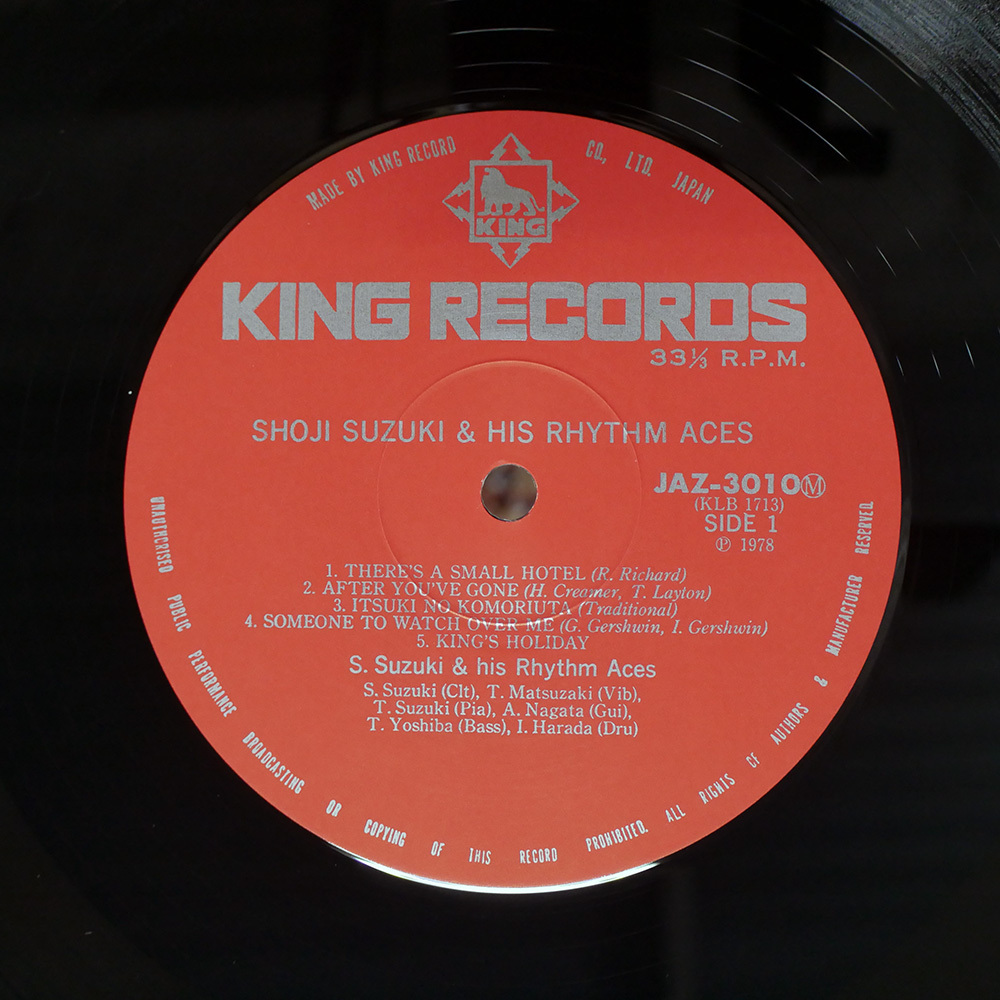 MADE BY KING RECORD CO., LTD. JAPAN
KING
KING RECORDS
33⅓ R.P.M.
SHOJI SUZUKI & HIS RHYTHM ACES
JAZ-3010Ⓜ
(KLB 1713)
SIDE 1
Ⓟ 1978
1. THERE'S A SMALL HOTEL (R. Richard)
2. AFTER YOU'VE GONE (H. Creamer, T. Layton)
3. ITSUKI NO KOMORIUTA (Traditional)
4. SOMEONE TO WATCH OVER ME (G. Gershwin, I. Gershwin)
5. KING'S HOLIDAY
S. Suzuki & his Rhythm Aces
S. Suzuki (Clt), T. Matsuzaki (Vib),
T. Suzuki (Pia), A. Nagata (Gui),
T. Yoshiba (Bass), I. Harada (Dru)
UNAUTHORISED PUBLIC PERFORMANCE BROADCASTING OR COPYING OF THIS RECORD PROHIBITED. ALL RIGHTS OF AUTHORS & MANUFACTURER RESERVED.